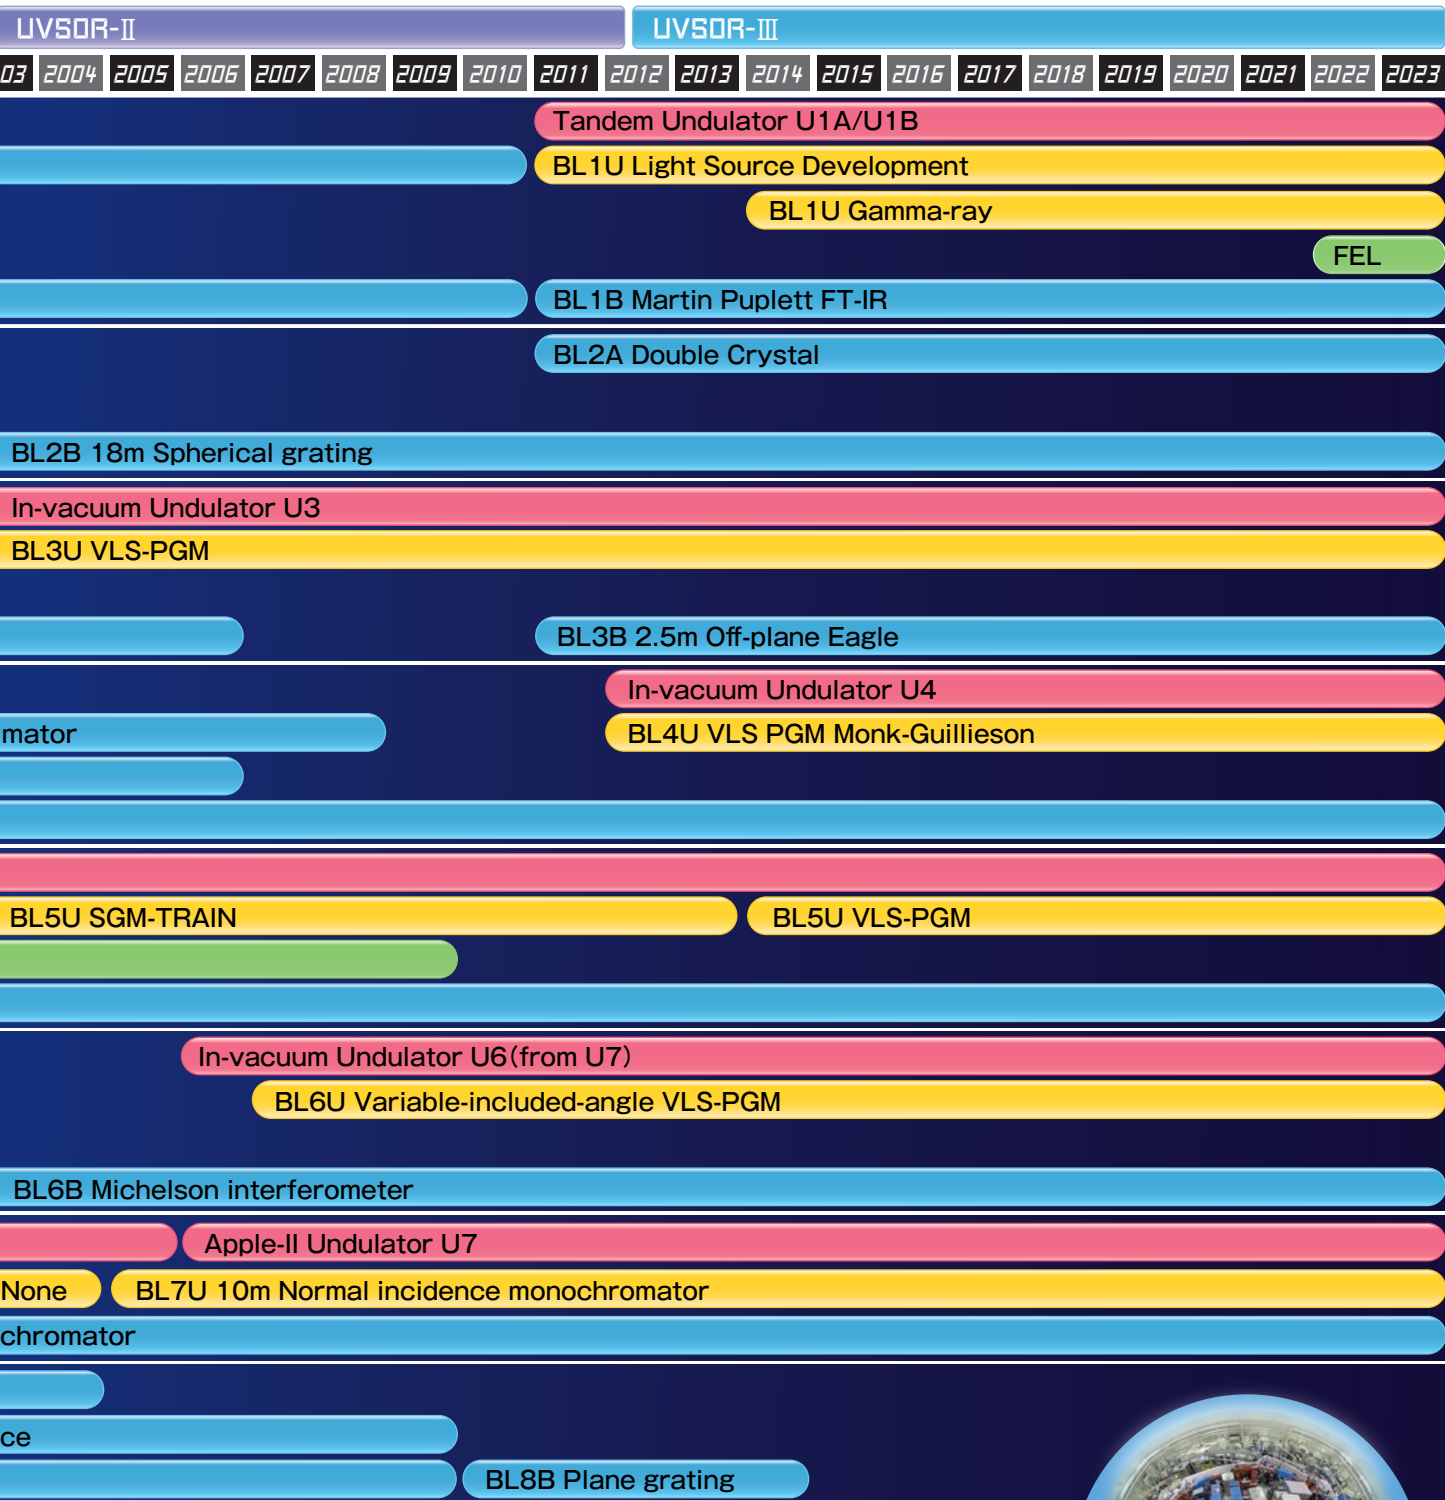 UVSOR-Ⅱ UVSOR-Ⅲ
03 2004 2005 2006 2007 2008 2009 2010 2011 2012 2013 2014 2015 2016 2017 2018 2019 2020 2021 2022 2023
Tandem Undulator U1A/U1B
BL1U Light Source Development
BL1U Gamma-ray
FEL
BL1B Martin Puplett FT-IR
BL2A Double Crystal
BL2B 18m Spherical grating
In-vacuum Undulator U3
BL3U VLS-PGM
BL3B 2.5m Off-plane Eagle
In-vacuum Undulator U4
mator BL4U VLS PGM Monk-Guillieson
BL5U SGM-TRAIN BL5U VLS-PGM
In-vacuum Undulator U6(from U7)
BL6U Variable-included-angle VLS-PGM
BL6B Michelson interferometer
Apple-II Undulator U7
None BL7U 10m Normal incidence monochromator
chromator
ce
BL8B Plane grating